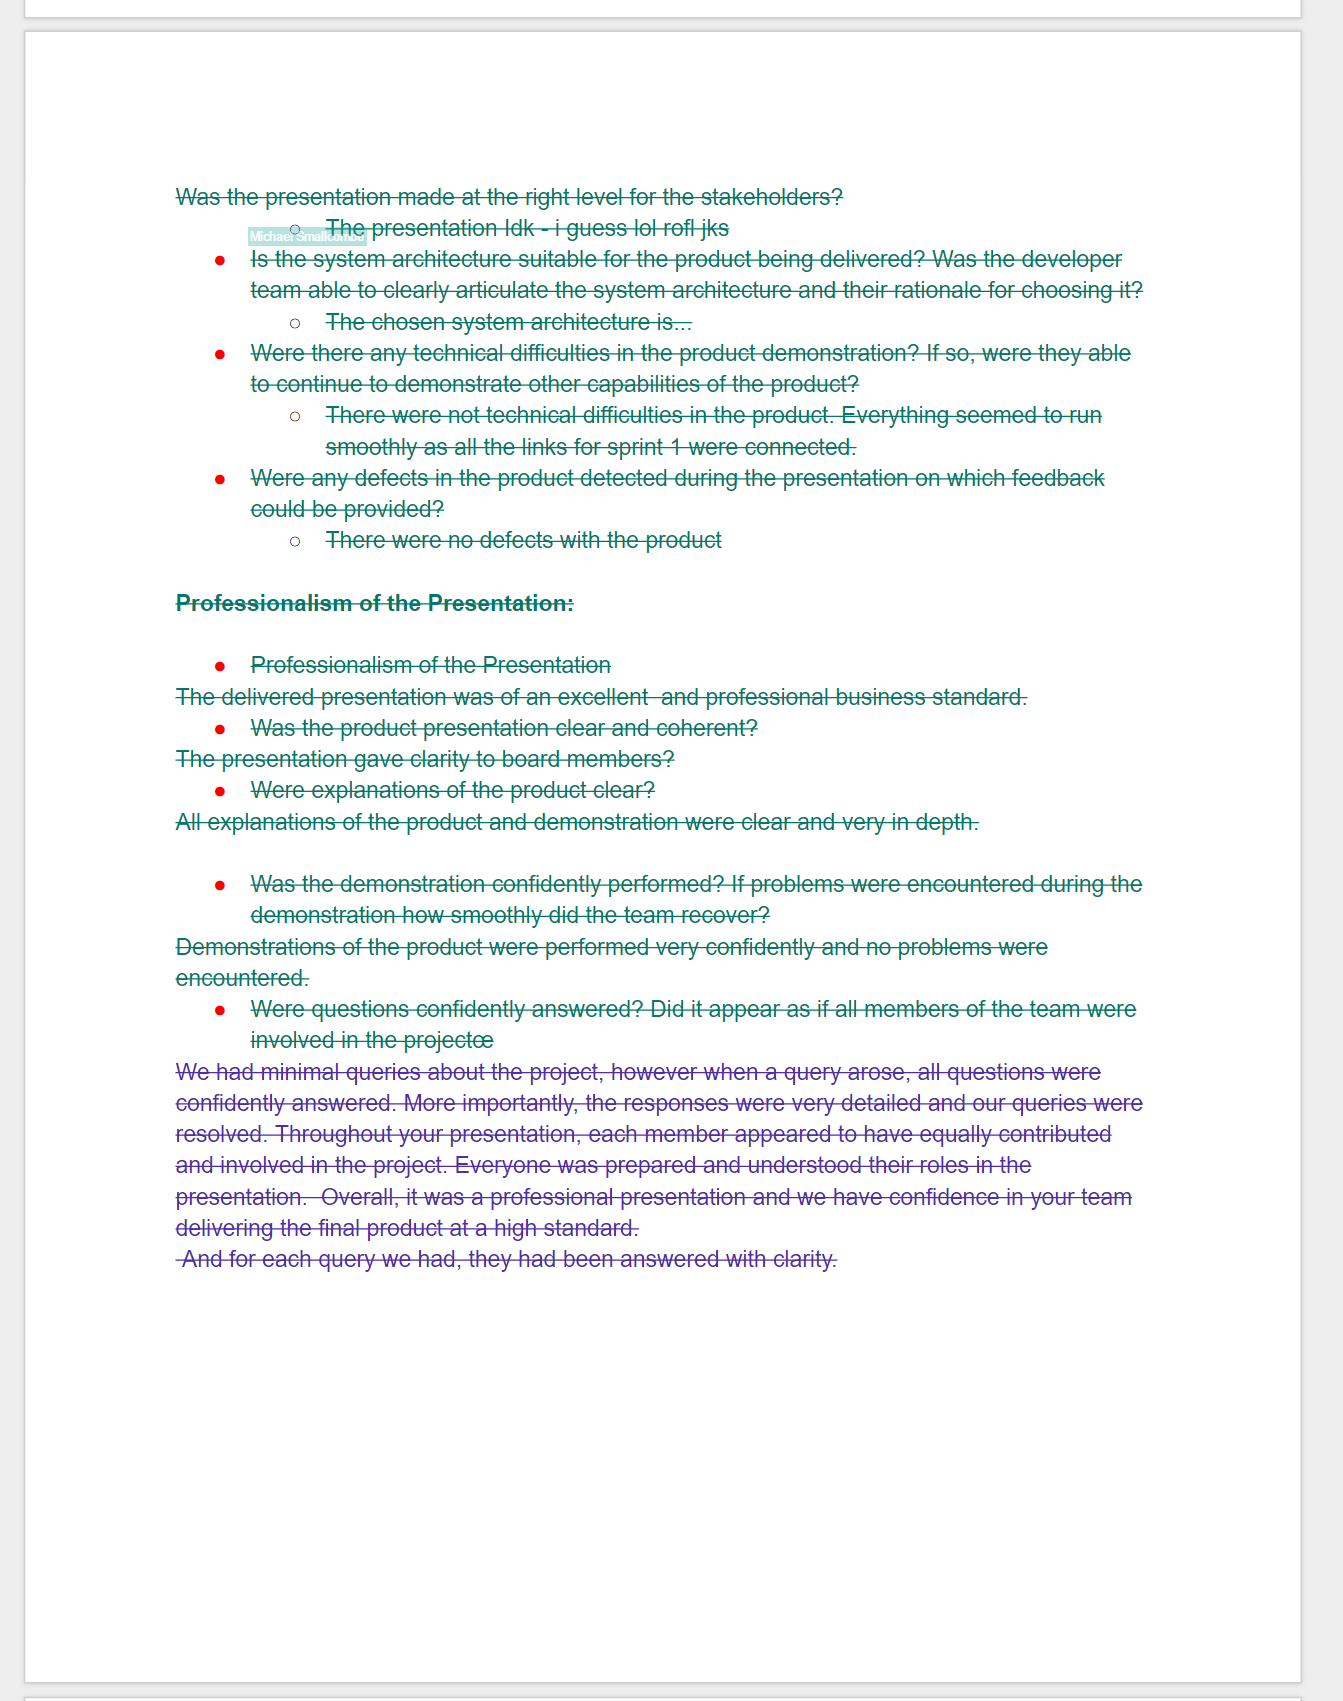 Was the presentation made at the right level for the stakeholders?
○ The presentation Idk - i guess lol rofl jks
Michael Smallcombe
● Is the system architecture suitable for the product being delivered? Was the developer
team able to clearly articulate the system architecture and their rationale for choosing it?
○ The chosen system architecture is...
● Were there any technical difficulties in the product demonstration? If so, were they able
to continue to demonstrate other capabilities of the product?
○ There were not technical difficulties in the product. Everything seemed to run
smoothly as all the links for sprint 1 were connected.
● Were any defects in the product detected during the presentation on which feedback
could be provided?
○ There were no defects with the product
Professionalism of the Presentation:
● Professionalism of the Presentation
The delivered presentation was of an excellent  and professional business standard.
● Was the product presentation clear and coherent?
The presentation gave clarity to board members?
● Were explanations of the product clear?
All explanations of the product and demonstration were clear and very in depth.
● Was the demonstration confidently performed? If problems were encountered during the
demonstration how smoothly did the team recover?
Demonstrations of the product were performed very confidently and no problems were
encountered.
● Were questions confidently answered? Did it appear as if all members of the team were
involved in the projectœ
We had minimal queries about the project, however when a query arose, all questions were
confidently answered. More importantly, the responses were very detailed and our queries were
resolved. Throughout your presentation, each member appeared to have equally contributed
and involved in the project. Everyone was prepared and understood their roles in the
presentation.  Overall, it was a professional presentation and we have confidence in your team
delivering the final product at a high standard.
And for each query we had, they had been answered with clarity.